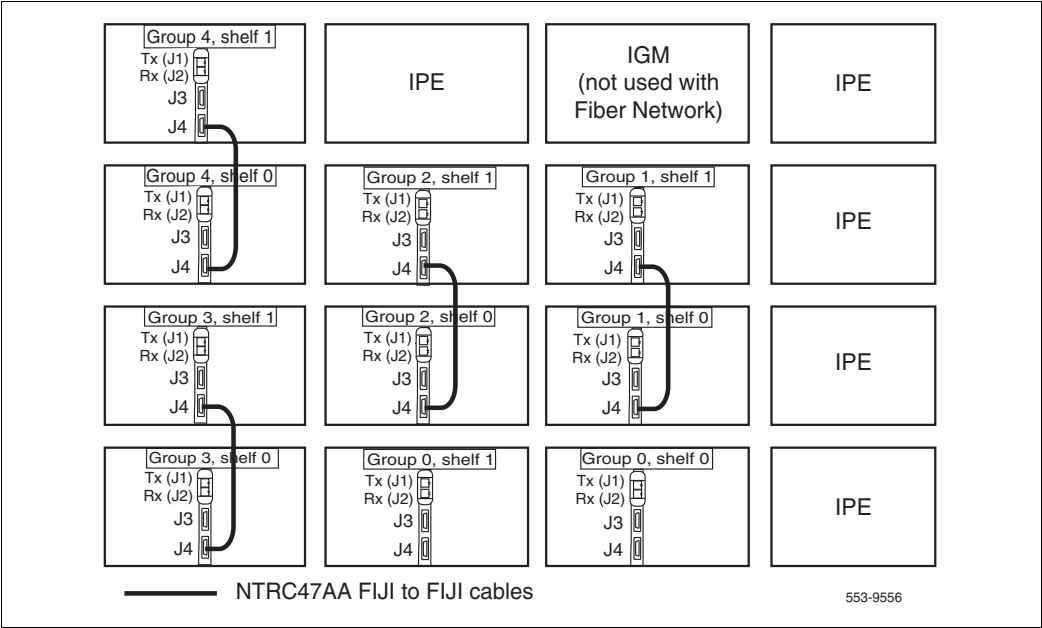 Group 4, shelf 1
Tx (J1)
Rx (J2)
J3
J4
IPE
IGM
(not used with
Fiber Network)
IPE
Group 4, shelf 0
Tx (J1)
Rx (J2)
J3
J4
Group 2, shelf 1
Tx (J1)
Rx (J2)
J3
J4
Group 1, shelf 1
Tx (J1)
Rx (J2)
J3
J4
IPE
Group 3, shelf 1
Tx (J1)
Rx (J2)
J3
J4
Group 2, shelf 0
Tx (J1)
Rx (J2)
J3
J4
Group 1, shelf 0
Tx (J1)
Rx (J2)
J3
J4
IPE
Group 3, shelf 0
Tx (J1)
Rx (J2)
J3
J4
Group 0, shelf 1
Tx (J1)
Rx (J2)
J3
J4
Group 0, shelf 0
Tx (J1)
Rx (J2)
J3
J4
IPE
NTRC47AA FIJI to FIJI cables
553-9556